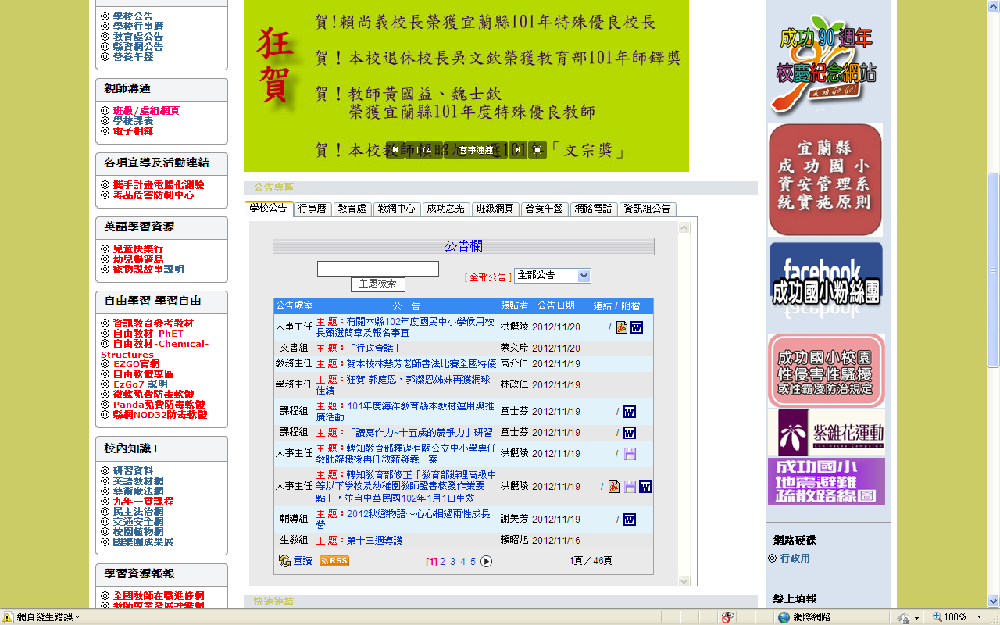 學校公告
學校行事曆
教育處公告
縣資網公告
營養午餐
親師溝通
班級/處組網頁
學校課表
電子相簿
各項宣導及活動連結
攜手計畫電腦化測驗
毒品危害防制中心
英語學習資源
兒童快樂行
幼兒暢遊島
寵物說故事說明
自由學習 學習自由
資訊教育參考教材
自由教材-PhET
自由教材-Chemical-
Structures
EZGO官網
自由軟體專區
EzGo7 說明
微軟免費防毒軟體
Panda免費防毒軟體
縣網NOD32防毒軟體
校內知識+
研習資料
英語教材網
藝術魔法網
九年一貫課程
民主法治網
交通安全網
校園植物網
國樂團成果展
學習資源報報
全國教師在職進修網
教師專業發展評鑑網
狂賀
賀!賴尚義校長榮獲宜蘭縣101年特殊優良校長
賀！本校退休校長吳文欽榮獲教育部101年師鐸獎
賀！教師黃國益、魏士欽
榮獲宜蘭縣101年度特殊優良教師
賀！本校教師賴昭旭 選101年「文宗獎」
1 / 4
喜事連連
公告專區
學校公告 行事曆 教育處 教網中心 成功之光 班級網頁 營養午餐 網路電話 資訊組公告
公告欄
[ 全部公告 ] 全部公告
主題檢索
公告處室 公 告 張貼者 公告日期 連結 / 附檔
人事主任 主 題：有關本縣102年度國民中小學候用校 洪儷陵 2012/11/20 /
長甄選簡章及報名事宜
文書組 主 題：「行政會議」 蔡文玲 2012/11/20
教務主任 主 題：賀本校林慧芳老師書法比賽全國特優 高介仁 2012/11/19
學務主任 主 題：狂賀-郭庭恩、郭潔恩姊妹再獲網球 林政仁 2012/11/19
佳績
課程組 主 題：101年度海洋教育縣本教材運用與推 童士芬 2012/11/19 /
廣活動
課程組 主 題：「讀寫作力~十五歲的競爭力」研習 童士芬 2012/11/19 /
人事主任 主 題：轉知教育部釋復有關公立中小學專任 洪儷陵 2012/11/19 /
教師辭職後再任敘薪疑義一案
人事主任 主 題：轉知教育部修正「教育部辦理高級中 洪儷陵 2012/11/19 /
等以下學校及幼稚園教師證書核發作業要
點」，並自中華民國102年1月1日生效
輔導組 主 題：2012秋戀物語～心心相遇兩性成長 謝美芳 2012/11/19 /
營
生教組 主 題：第十三週導護 賴昭旭 2012/11/16
重讀 RSS [1] 2 3 4 5 1頁／46頁
快速連結
成功 90 週年
校慶紀念網站
成功 GO GO!
宜蘭縣
成功國小
資安管理系
統實施原則
facebook
成功國小粉絲團
成功國小校園
性侵害性騷擾
或性霸凌防治規定
紫錐花運動
Echinacea Campaign
成功國小
地震避難
疏散路線圖
網路硬碟
行政用
線上填報
網頁發生錯誤。
網際網路
100%